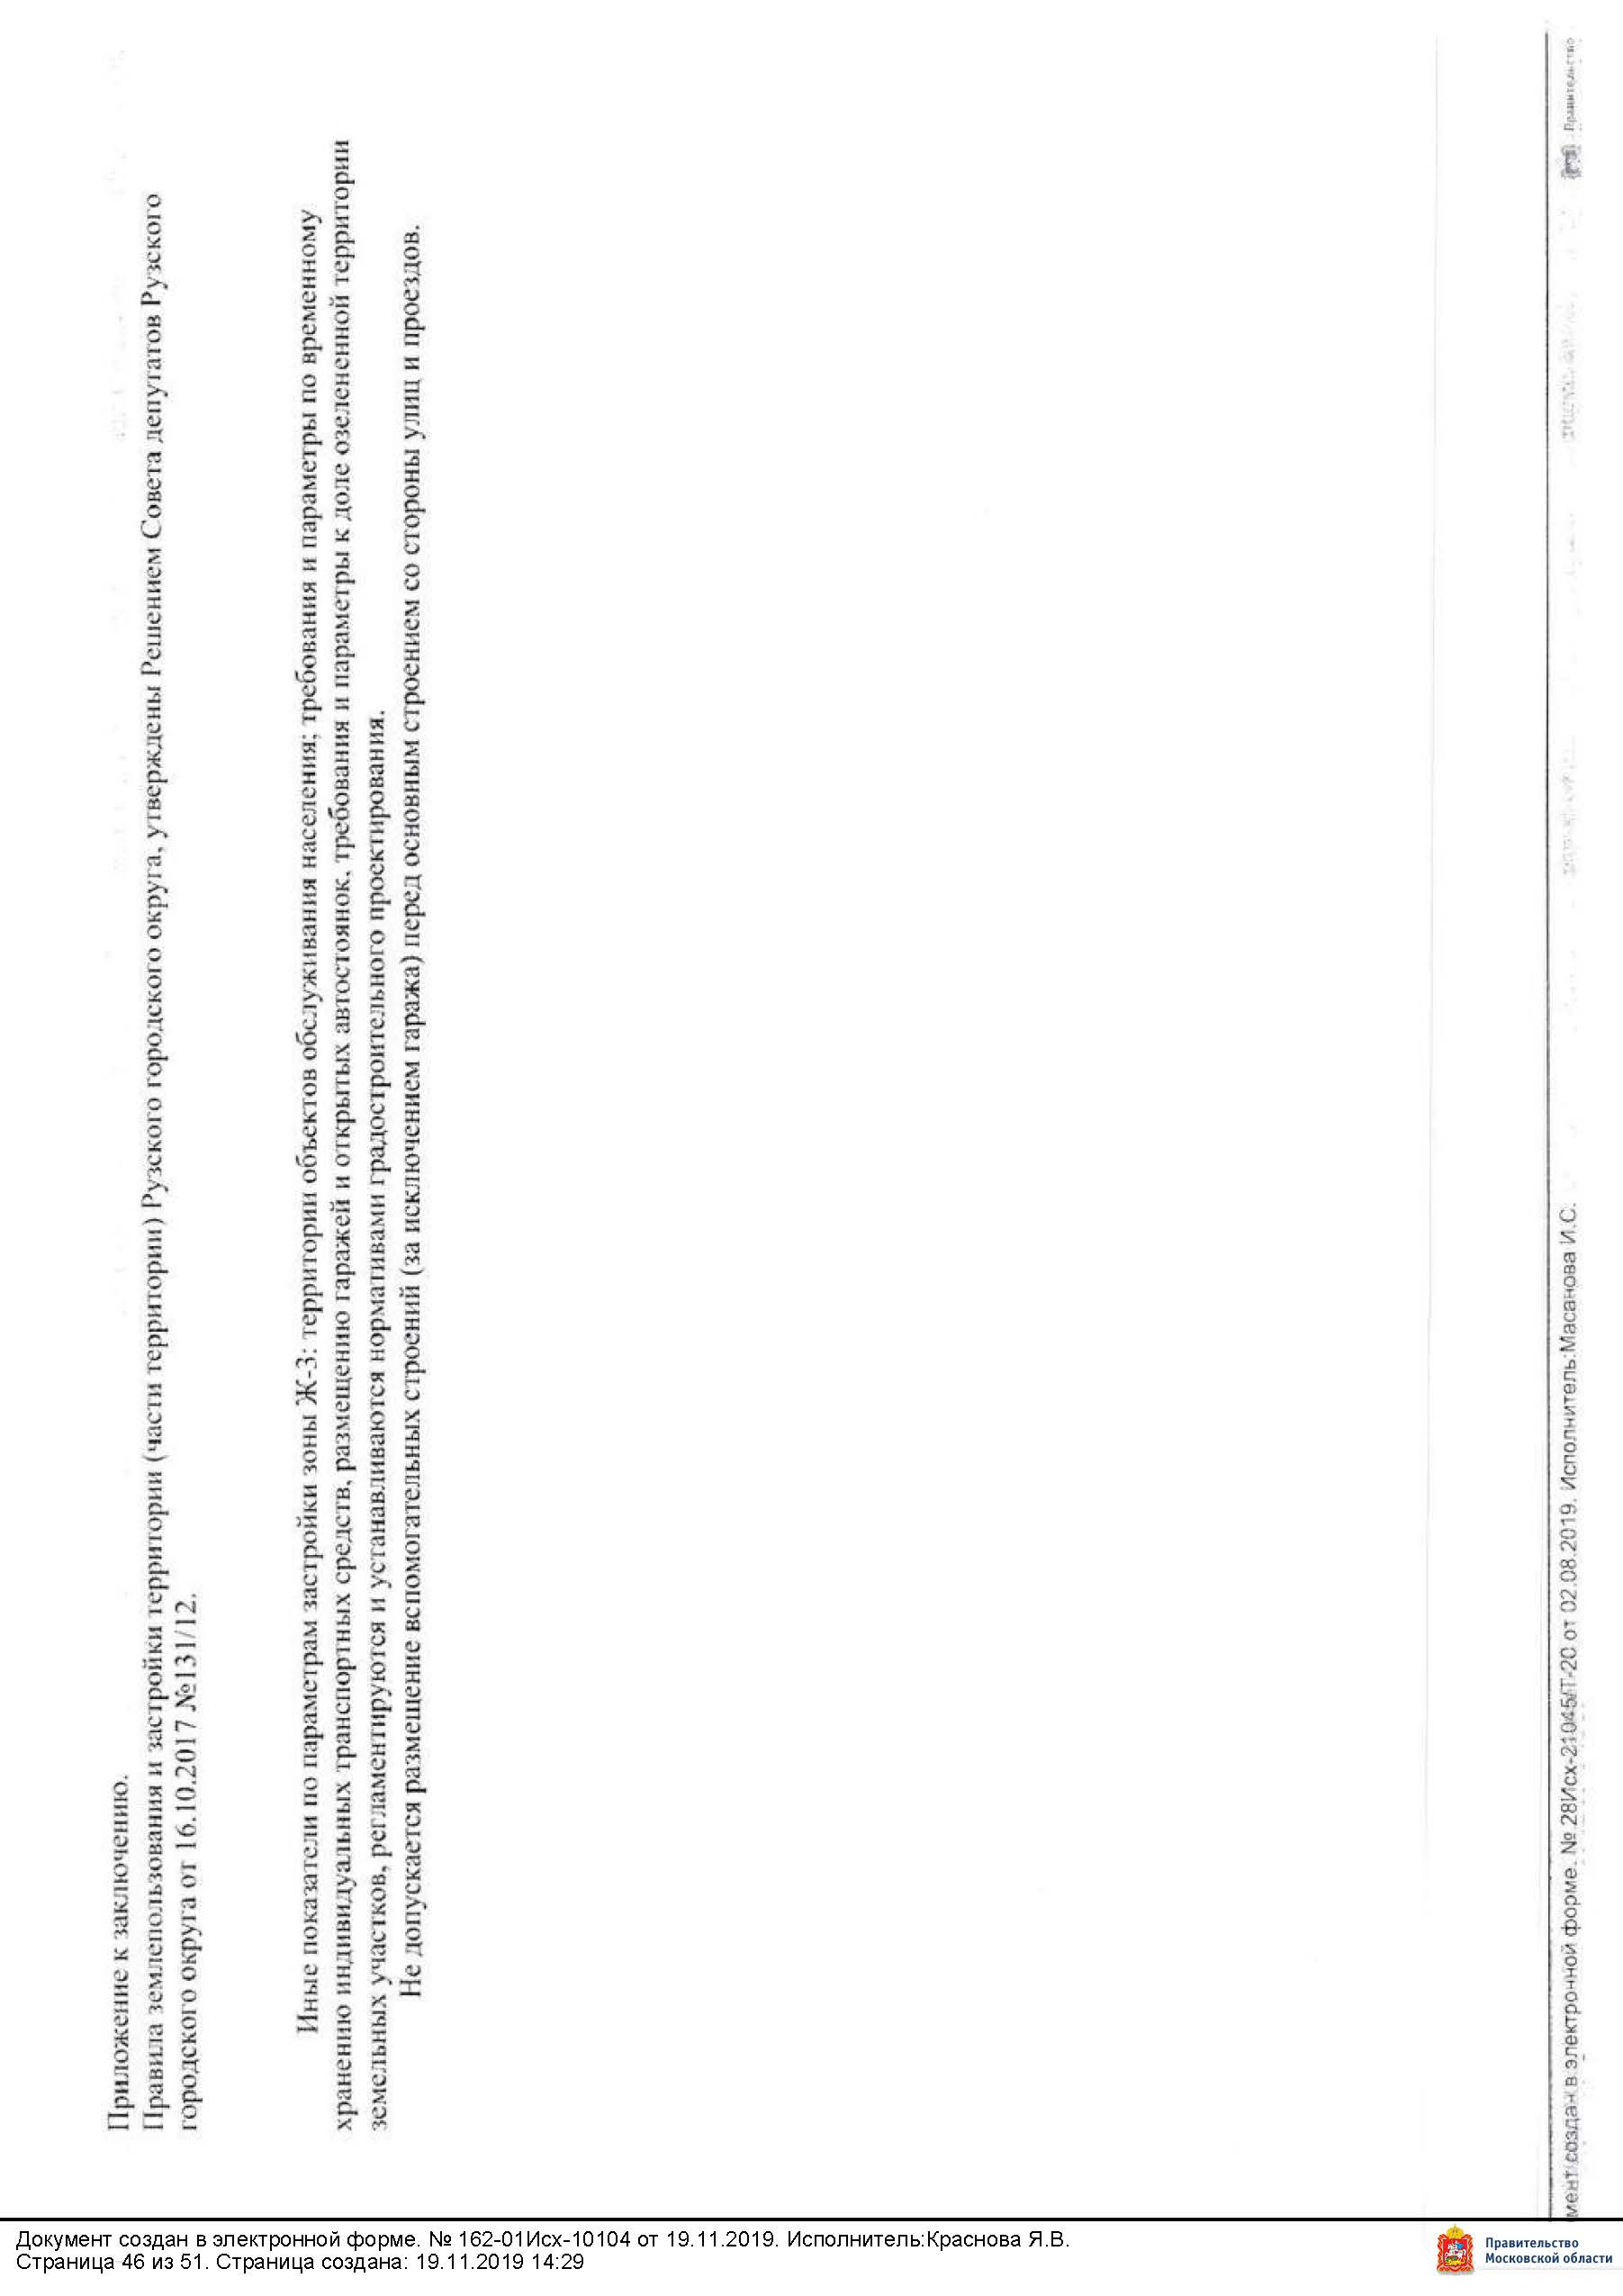 Приложение к заключению.
Правила землепользования и застройки территории (части территории) Рузского городского округа, утверждены Решением Совета депутатов Рузского
городского округа от 16.10.2017 №131/12.
Иные показатели по параметрам застройки зоны Ж-3: территории объектов обслуживания населения; требования и параметры по временному
хранению индивидуальных транспортных средств, размещению гаражей и открытых автостоянок, требования и параметры к доле озелененной территории
земельных участков, регламентируются и устанавливаются нормативами градостроительного проектирования.
Не допускается размещение вспомогательных строений (за исключением гаража) перед основным строением со стороны улиц и проездов.
мент создан в электронной форме. № 28Исх-21045/Т-20 от 02.08.2019. Исполнитель:Масанова И.С.
Правительство
Документ создан в электронной форме. № 162-01Исх-10104 от 19.11.2019. Исполнитель:Краснова Я.В.
Страница 46 из 51. Страница создана: 19.11.2019 14:29
Правительство
Московской области